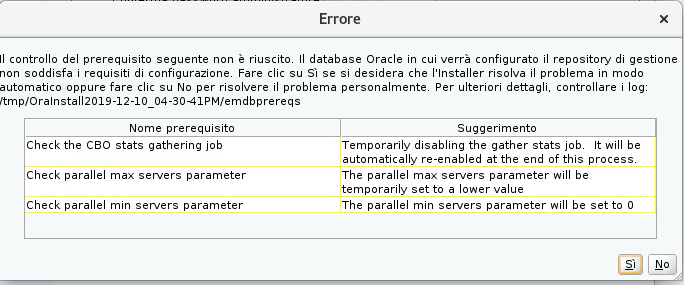 Errore
Il controllo del prerequisito seguente non è riuscito. Il database Oracle in cui verrà configurato il repository di gestione
non soddisfa i requisiti di configurazione. Fare clic su Sì se si desidera che l'Installer risolva il problema in modo
automatico oppure fare clic su No per risolvere il problema personalmente. Per ulteriori dettagli, controllare i log:
/tmp/OraInstall2019-12-10_04-30-41PM/emdbprereqs
Nome prerequisito Suggerimento
Check the CBO stats gathering job Temporarily disabling the gather stats job. It will be
automatically re-enabled at the end of this process.
Check parallel max servers parameter The parallel max servers parameter will be
temporarily set to a lower value
Check parallel min servers parameter The parallel min servers parameter will be set to 0
Sì No